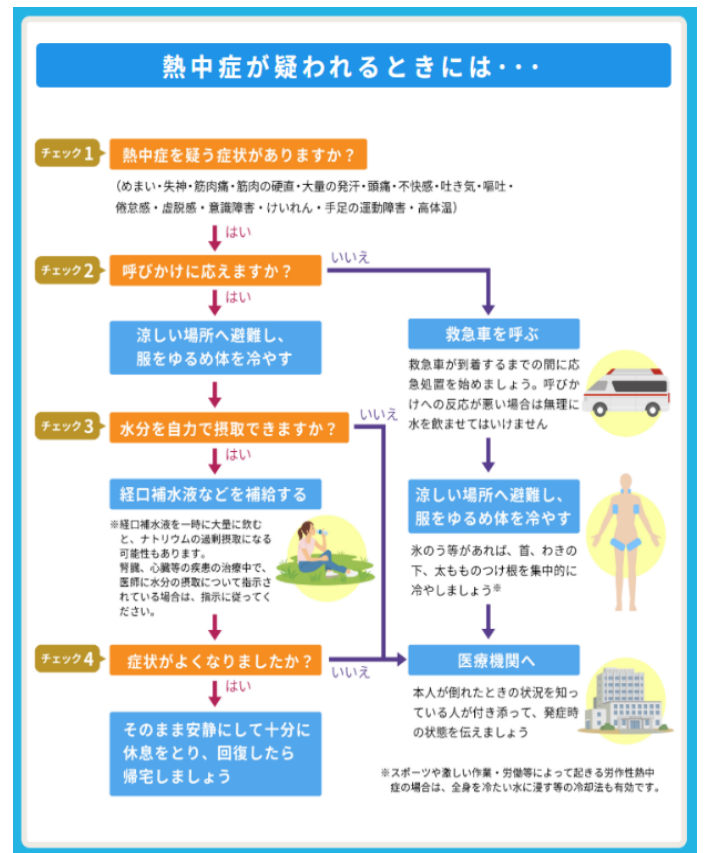 熱中症が疑われるときには・・・
チェック1
熱中症を疑う症状がありますか？
（めまい・失神・筋肉痛・筋肉の硬直・大量の発汗・頭痛・不快感・吐き気・嘔吐・
倦怠感・虚脱感・意識障害・けいれん・手足の運動障害・高体温）
はい
チェック2
呼びかけに応えますか？
いいえ
はい
涼しい場所へ避難し、
服をゆるめ体を冷やす
救急車を呼ぶ
救急車が到着するまでの間に応
急処置を始めましょう。呼びか
けへの反応が悪い場合は無理に
水を飲ませてはいけません
チェック3
水分を自力で摂取できますか？
いいえ
はい
経口補水液などを補給する
※経口補水液を一時に大量に飲む
と、ナトリウムの過剰摂取になる
可能性もあります。
腎臓、心臓等の疾患の治療中で、
医師に水分の摂取について指示さ
れている場合は、指示に従ってく
ださい。
涼しい場所へ避難し、
服をゆるめ体を冷やす
氷のう等があれば、首、わきの
下、太もものつけ根を集中的に
冷やしましょう※
チェック4
症状がよくなりましたか？
いいえ
はい
医療機関へ
本人が倒れたときの状況を知っ
ている人が付き添って、発症時
の状態を伝えましょう
そのまま安静にして十分に
休息をとり、回復したら
帰宅しましょう
※スポーツや激しい作業・労働等によって起きる労作性熱中
症の場合は、全身を冷たい水に浸す等の冷却法も有効です。